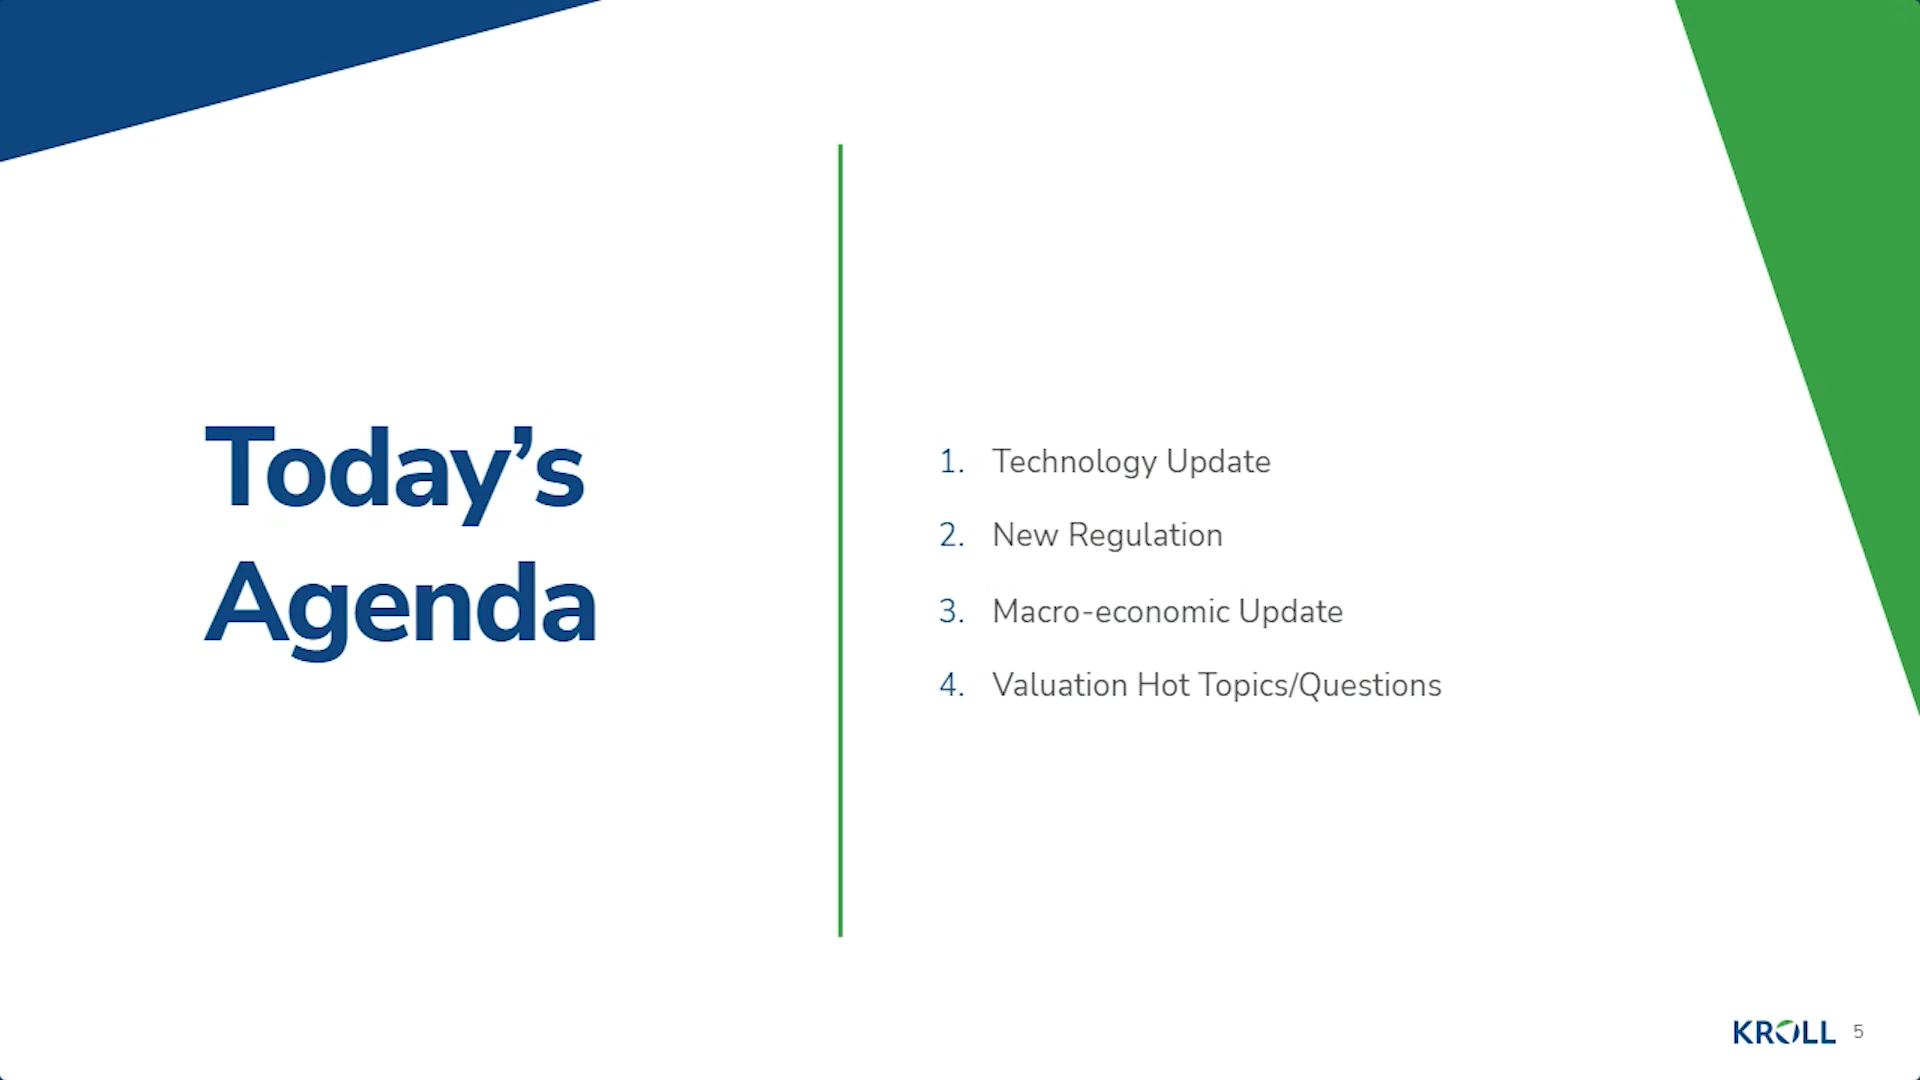 Today’s
Agenda
1. Technology Update
2. New Regulation
3. Macro-economic Update
4. Valuation Hot Topics/Questions
KROLL 5